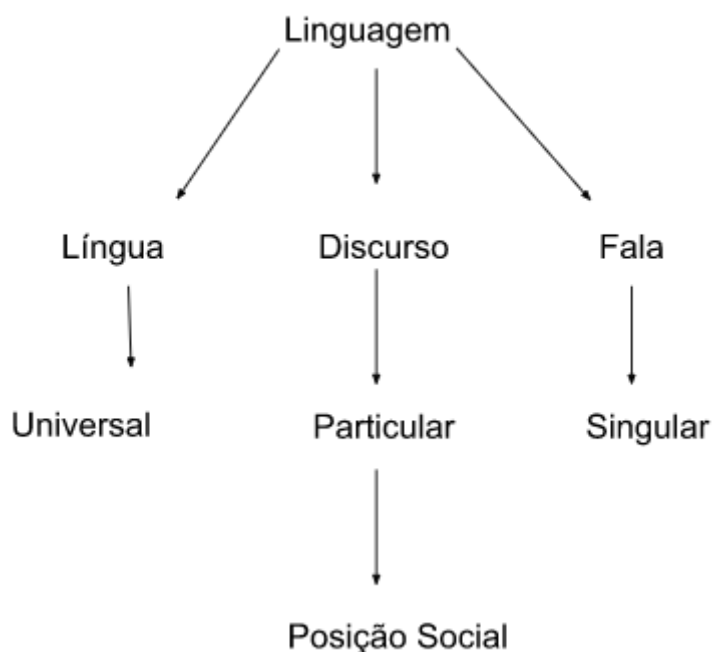 Linguagem
Língua Discurso Fala
Universal Particular Singular
Posição Social